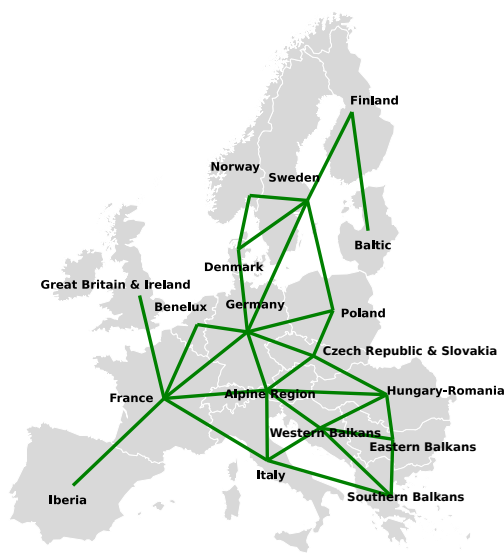 Finland
Norway
Sweden
Baltic
Denmark
Great Britain & Ireland
Benelux
Germany
Poland
Czech Republic & Slovakia
France
Alpine Region
Hungary-Romania
Western Balkans
Eastern Balkans
Italy
Iberia
Southern Balkans